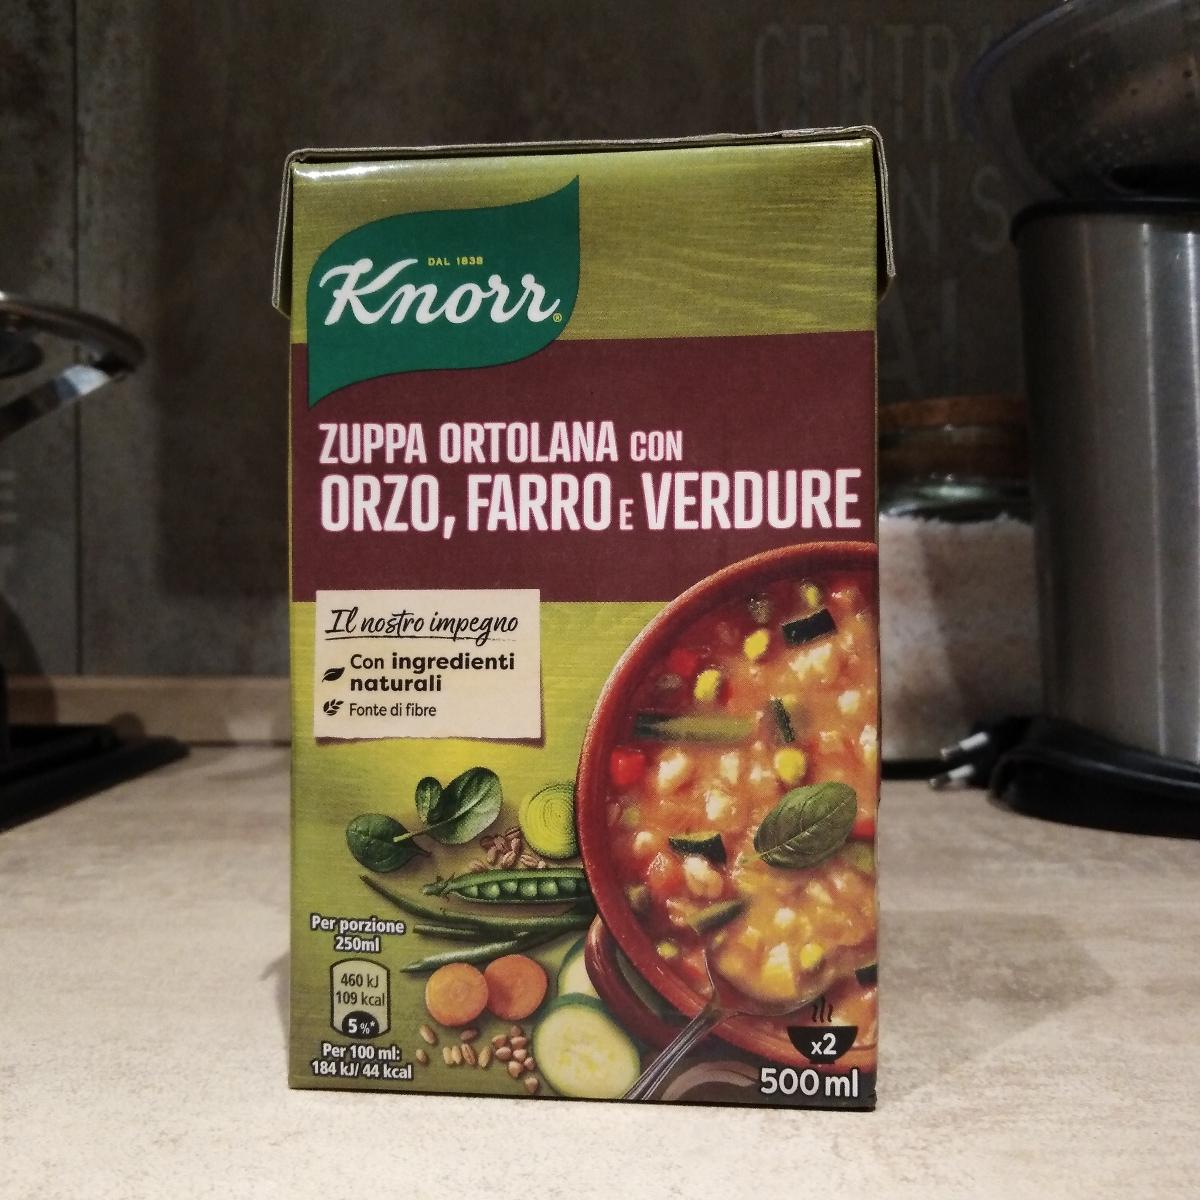 DAL 1838
Knorr®
ZUPPA ORTOLANA CON
ORZO, FARRO E VERDURE
Il nostro impegno
Con ingredienti
naturali
Fonte di fibre
Per porzione
250ml
460 kJ
109 kcal
5%*
Per 100 ml:
184 kJ/ 44 kcal
x2
500 ml